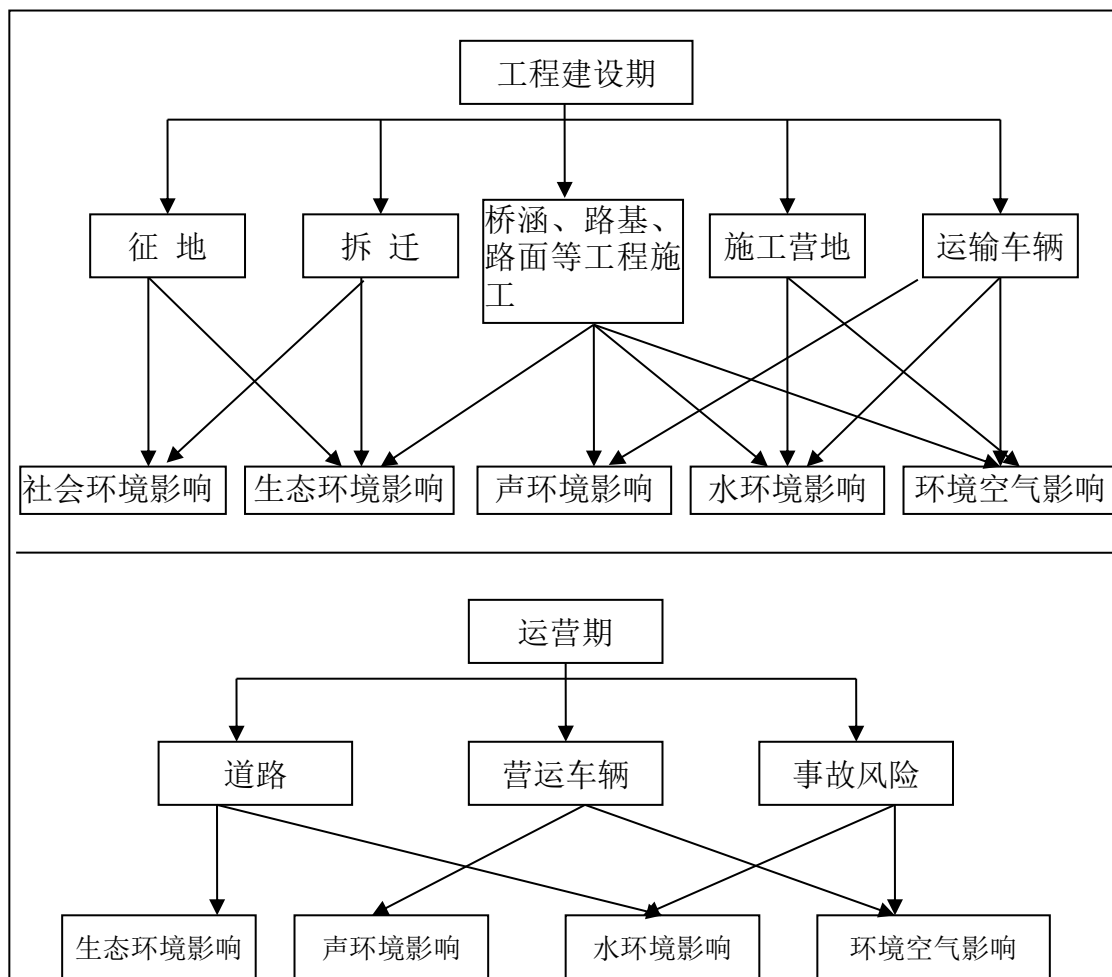 工程建设期
征 地
拆 迁
桥涵、路基、
路面等工程施
工
施工营地
运输车辆
社会环境影响
生态环境影响
声环境影响
水环境影响
环境空气影响
运营期
道路
营运车辆
事故风险
生态环境影响
声环境影响
水环境影响
环境空气影响